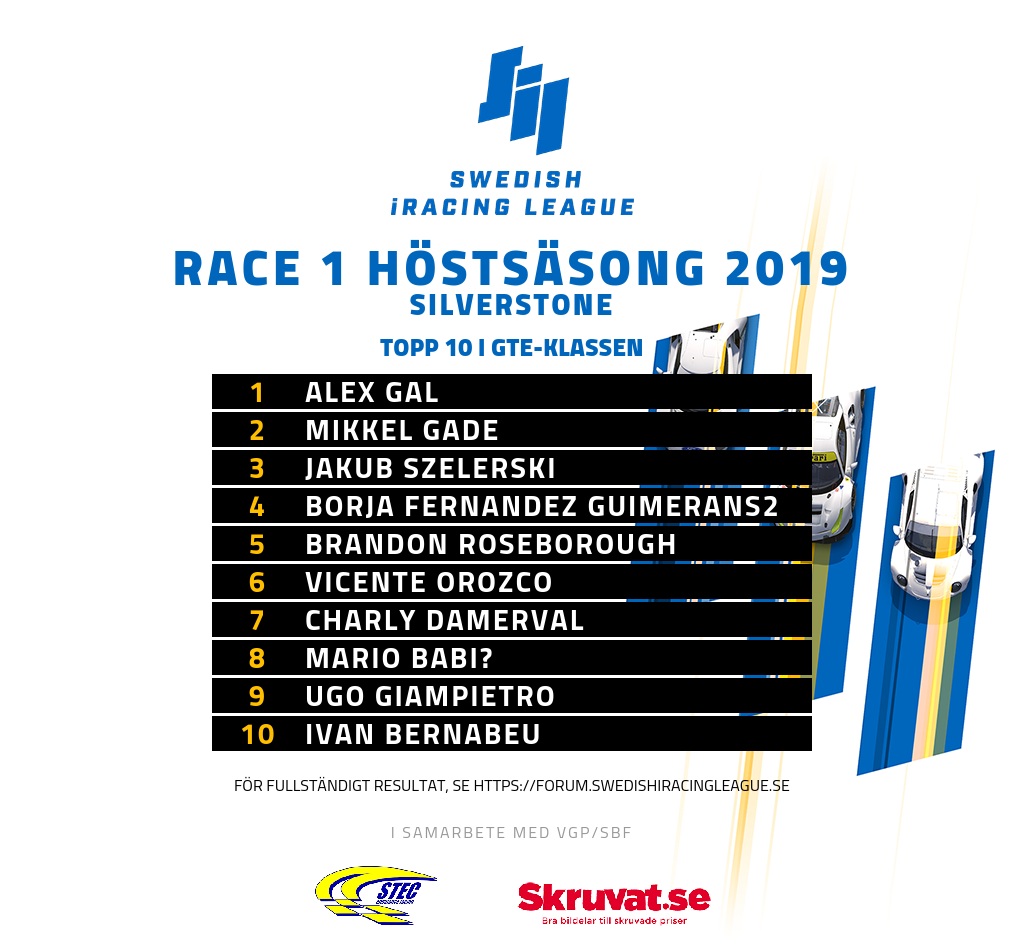 SWEDISH
iRACING LEAGUE
RACE 1 HÖSTSÄSONG 2019
SILVERSTONE
TOPP 10 I GTE-KLASSEN
1 ALEX GAL
2 MIKKEL GADE
3 JAKUB SZELERSKI
4 BORJA FERNANDEZ GUIMERANS2
5 BRANDON ROSEBOROUGH
6 VICENTE OROZCO
7 CHARLY DAMERVAL
8 MARIO BABI?
9 UGO GIAMPIETRO
10 IVAN BERNABEU
FÖR FULLSTÄNDIGT RESULTAT, SE HTTPS://FORUM.SWEDISHIRACINGLEAGUE.SE
I SAMARBETE MED VGP/SBF
STEC
Skruvat.se
Bra bildelar till skruvade priser